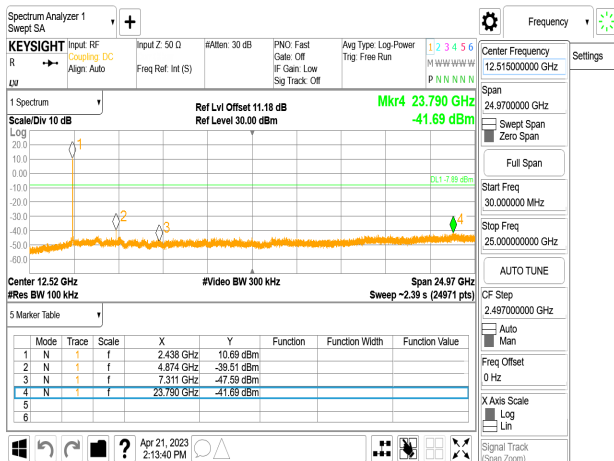 Spectrum Analyzer 1
Swept SA
+
Frequency
KEYSIGHT
R
LXI
Input: RF
Coupling: DC
Align: Auto
Input Z: 50 Ω
Freq Ref: Int (S)
#Atten: 30 dB
PNO: Fast
Gate: Off
IF Gain: Low
Sig Track: Off
Avg Type: Log-Power
Trig: Free Run
1 2 3 4 5 6
M W W W W W
P N N N N N
1 Spectrum
Scale/Div 10 dB
Ref Lvl Offset 11.18 dB
Ref Level 30.00 dBm
Mkr4 23.790 GHz
-41.69 dBm
Log
20.0
10.0
0.00
-10.0
-20.0
-30.0
-40.0
-50.0
-60.0
1
2
3
4
DL1 -7.89 dBm
Center 12.52 GHz
#Res BW 100 kHz
#Video BW 300 kHz
Span 24.97 GHz
Sweep ~2.39 s (24971 pts)
5 Marker Table
Mode Trace Scale X Y Function Function Width Function Value
1 N 1 f 2.438 GHz 10.69 dBm
2 N 1 f 4.874 GHz -39.51 dBm
3 N 1 f 7.311 GHz -47.59 dBm
4 N 1 f 23.790 GHz -41.69 dBm
5
6
?
Apr 21, 2023
2:13:40 PM
Center Frequency
12.515000000 GHz
Settings
Span
24.9700000 GHz
Swept Span
Zero Span
Full Span
Start Freq
30.000000 MHz
Stop Freq
25.000000000 GHz
AUTO TUNE
CF Step
2.497000000 GHz
Auto
Man
Freq Offset
0 Hz
X Axis Scale
Log
Lin
Signal Track
(Span Zoom)